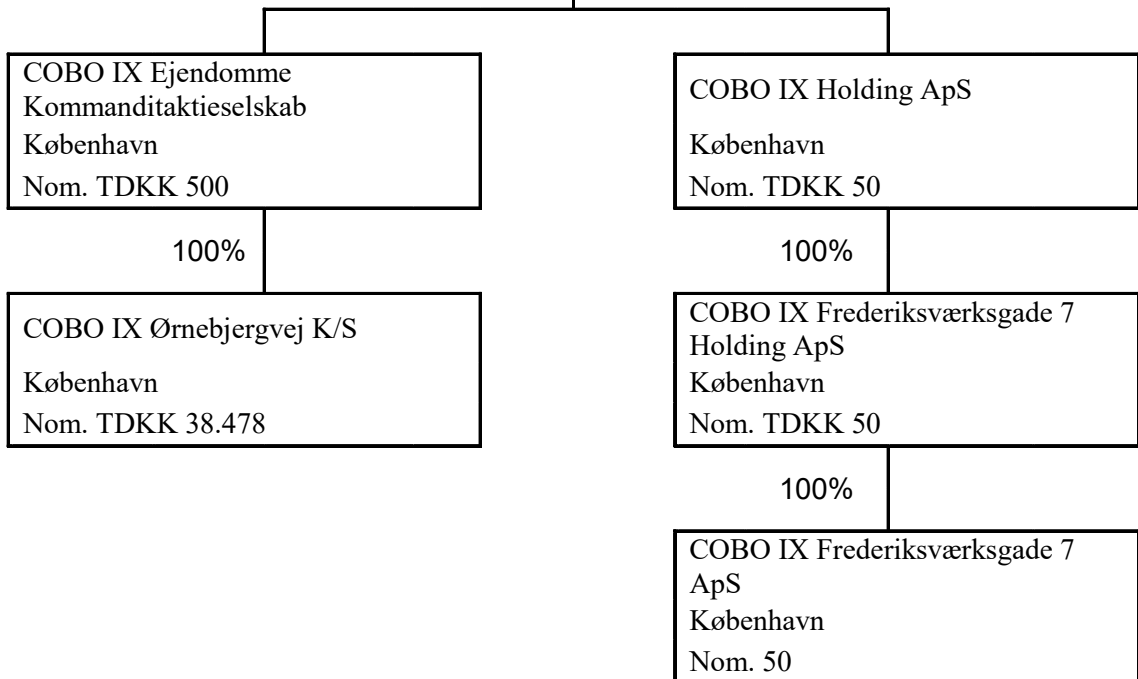 COBO IX Ejendomme
Kommanditaktieselskab
København
Nom. TDKK 500
COBO IX Holding ApS
København
Nom. TDKK 50
100%
100%
COBO IX Ørnebjergvej K/S
København
Nom. TDKK 38.478
COBO IX Frederiksværksgade 7
Holding ApS
København
Nom. TDKK 50
100%
COBO IX Frederiksværksgade 7
ApS
København
Nom. 50